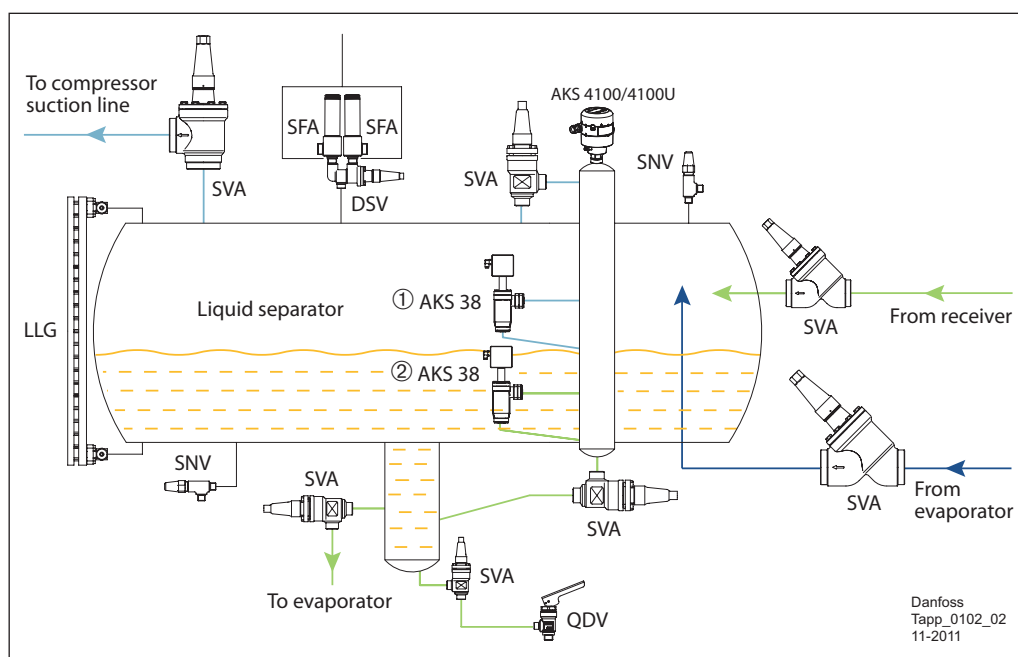 To compressor
suction line
SFA
SFA
AKS 4100/4100U
SVA
DSV
SVA
SNV
LLG
Liquid separator
① AKS 38
② AKS 38
SVA
From receiver
SNV
SVA
SVA
SVA
From
evaporator
SVA
To evaporator
QDV
Danfoss
Tapp_0102_02
11-2011